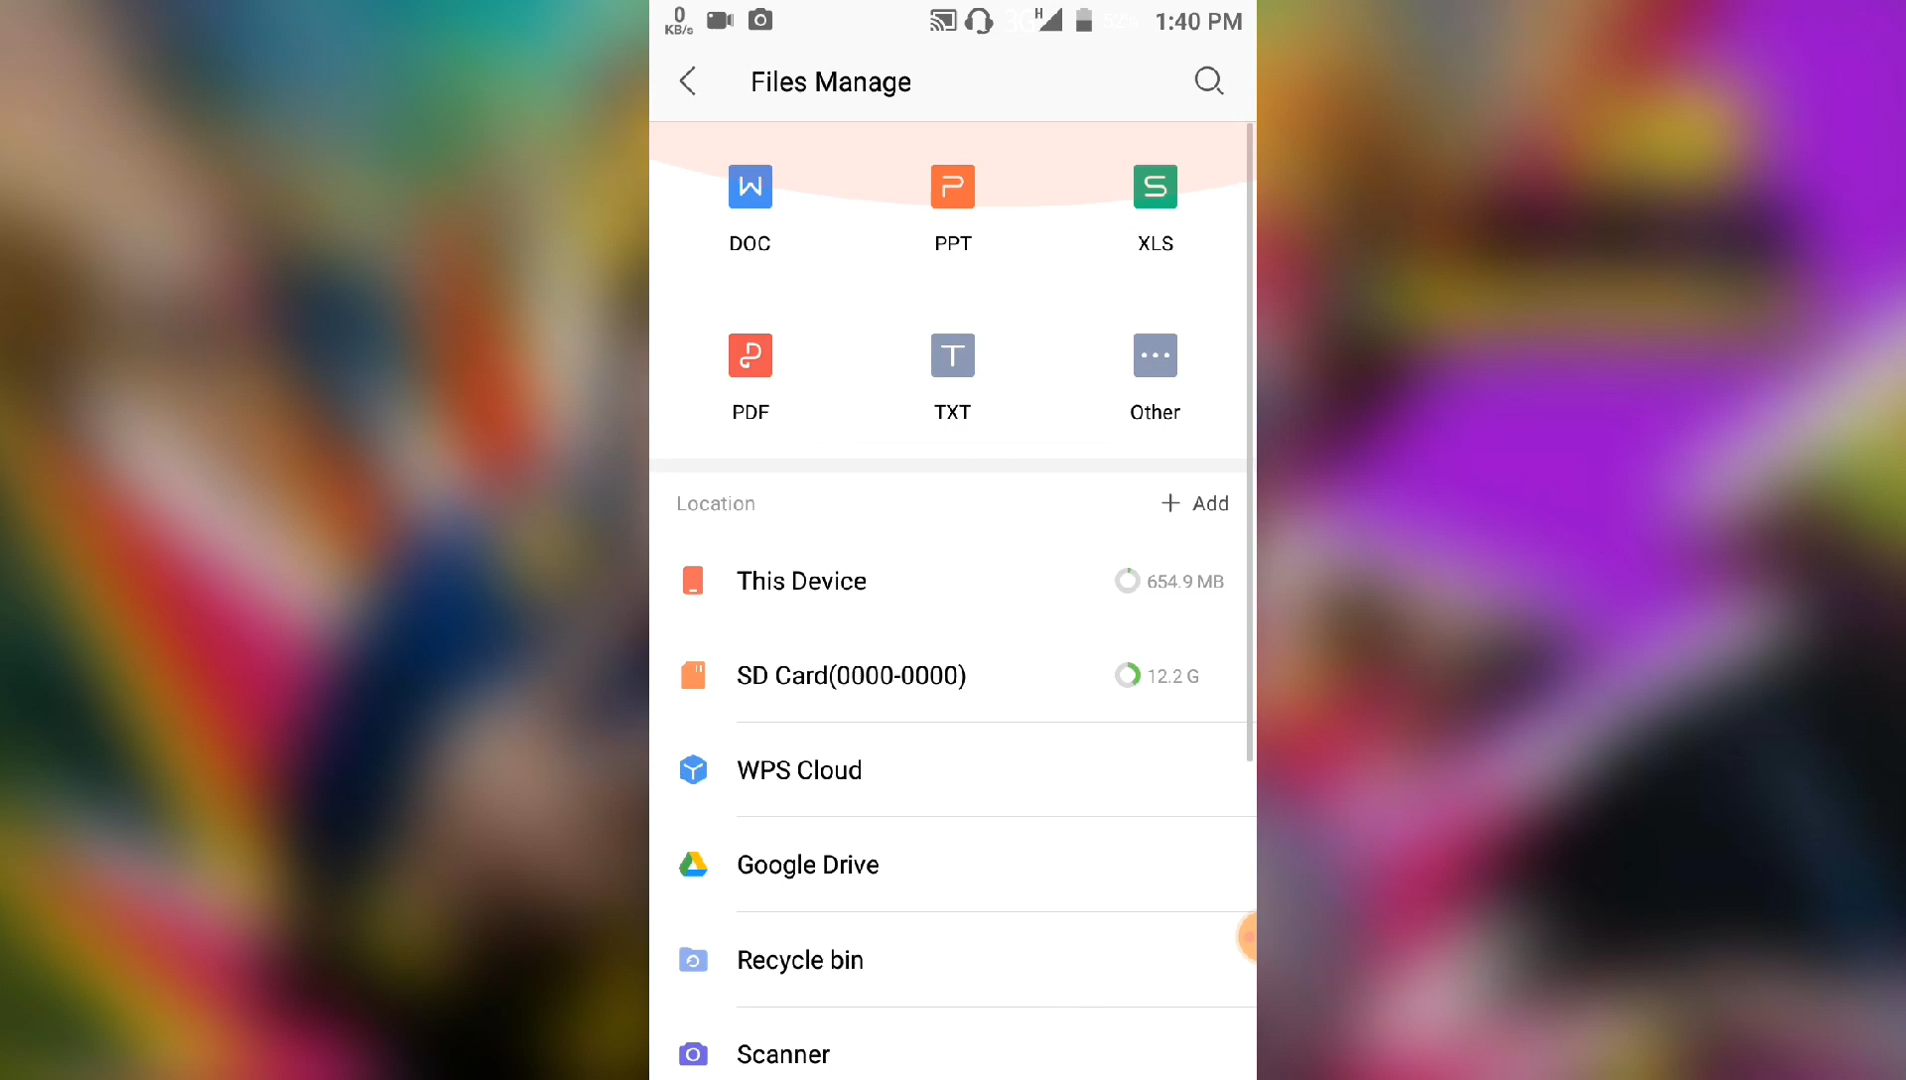 0
KB/s
3G
H
1:40 PM
Files Manage
DOC
PPT
XLS
PDF
TXT
Other
Location
+ Add
This Device
654.9 MB
SD Card(0000-0000)
12.2 G
WPS Cloud
Google Drive
Recycle bin
Scanner